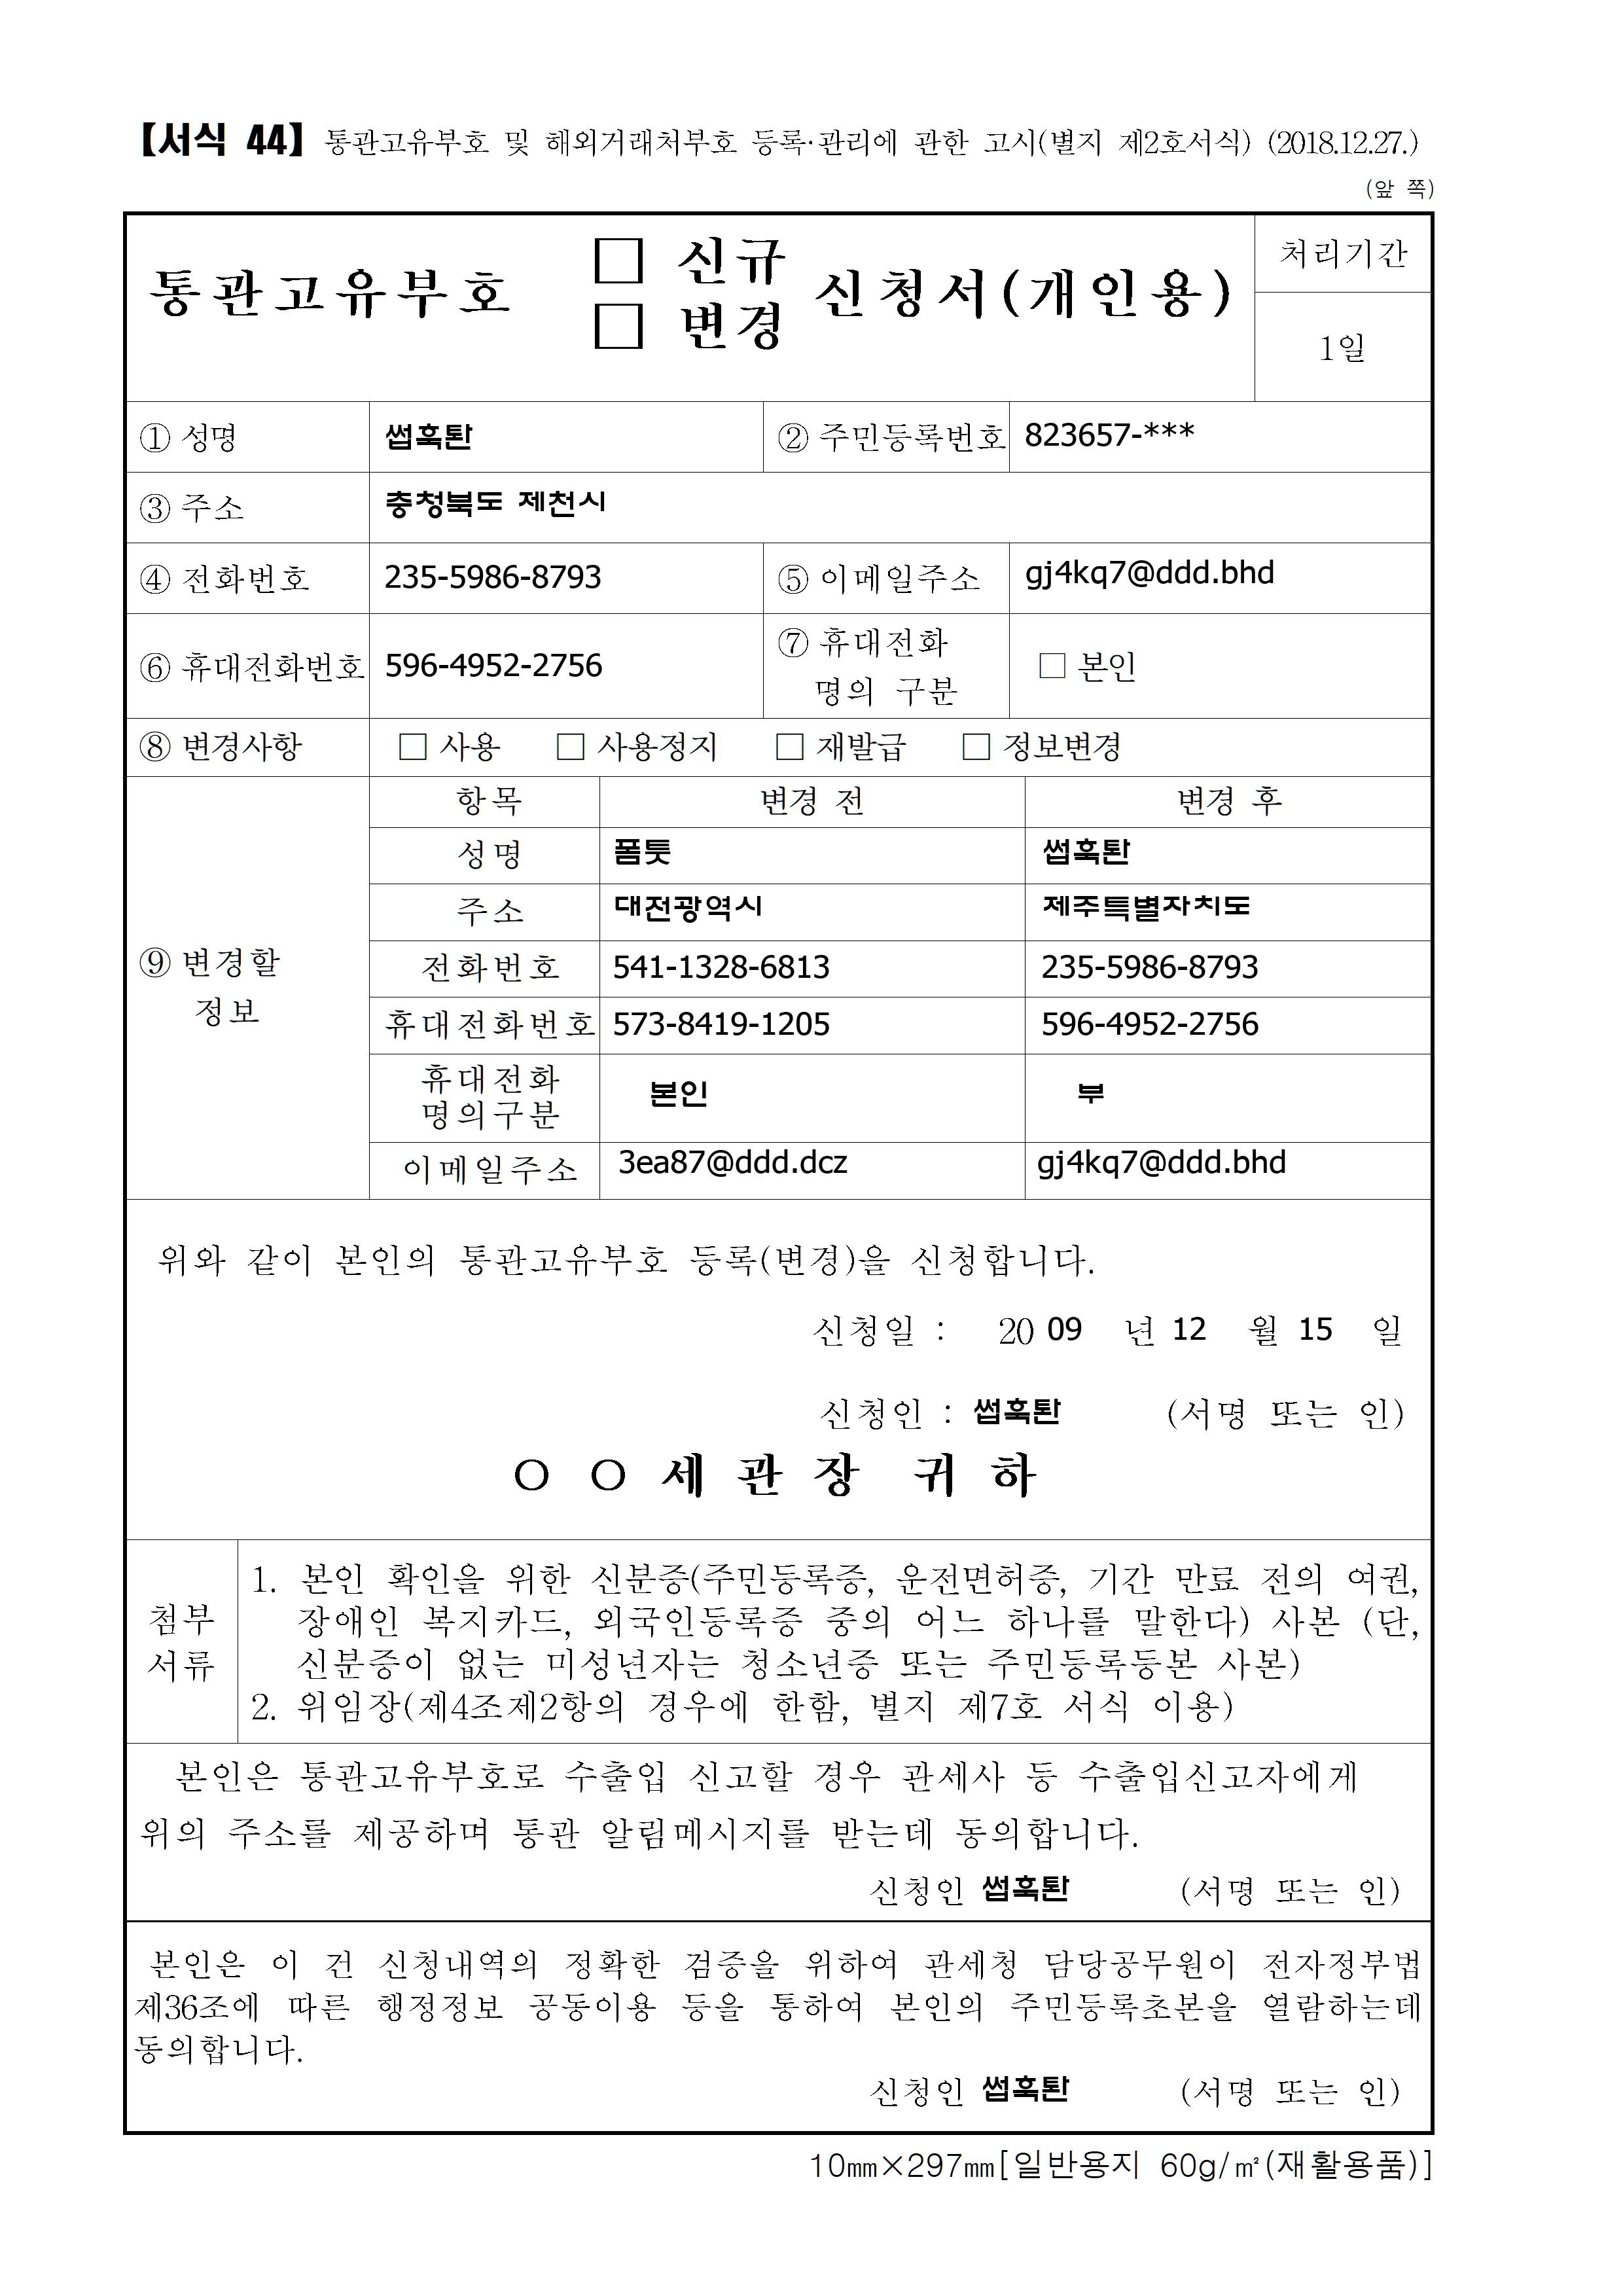 【서식 44】 통관고유부호 및 해외거래처부호 등록·관리에 관한 고시(별지 제2호서식) (2018.12.27.)
(앞 쪽)
통관고유부호 □ 신규 □ 변경 신청서(개인용)
처리기간
1일
① 성명 썹훅톼 ② 주민등록번호 823657-***
③ 주소 충청북도 제천시
④ 전화번호 235-5986-8793 ⑤ 이메일주소 gj4kq7@ddd.bhd
⑥ 휴대전화번호 596-4952-2756 ⑦ 휴대전화 명의 구분 □ 본인
⑧ 변경사항 □ 사용 □ 사용정지 □ 재발급 □ 정보변경
⑨ 변경할 정보
항목 변경 전 변경 후
성명 폼툿 썹훅톼
주소 대전광역시 제주특별자치도
전화번호 541-1328-6813 235-5986-8793
휴대전화번호 573-8419-1205 596-4952-2756
휴대전화 명의구분 본인 부
이메일주소 3ea87@ddd.dcz gj4kq7@ddd.bhd
위와 같이 본인의 통관고유부호 등록(변경)을 신청합니다.
신청일 : 20 09 년 12 월 15 일
신청인 : 썹훅톼 (서명 또는 인)
○ ○ 세 관 장 귀 하
첨부
서류
1. 본인 확인을 위한 신분증(주민등록증, 운전면허증, 기간 만료 전의 여권,
장애인 복지카드, 외국인등록증 중의 어느 하나를 말한다) 사본 (단,
신분증이 없는 미성년자는 청소년증 또는 주민등록등본 사본)
2. 위임장(제4조제2항의 경우에 한함, 별지 제7호 서식 이용)
본인은 통관고유부호로 수출입 신고할 경우 관세사 등 수출입신고자에게
위의 주소를 제공하며 통관 알림메시지를 받는데 동의합니다.
신청인 썹훅톼 (서명 또는 인)
본인은 이 건 신청내역의 정확한 검증을 위하여 관세청 담당공무원이 전자정부법
제36조에 따른 행정정보 공동이용 등을 통하여 본인의 주민등록초본을 열람하는데
동의합니다.
신청인 썹훅톼 (서명 또는 인)
10㎜×297㎜[일반용지 60g/㎡(재활용품)]